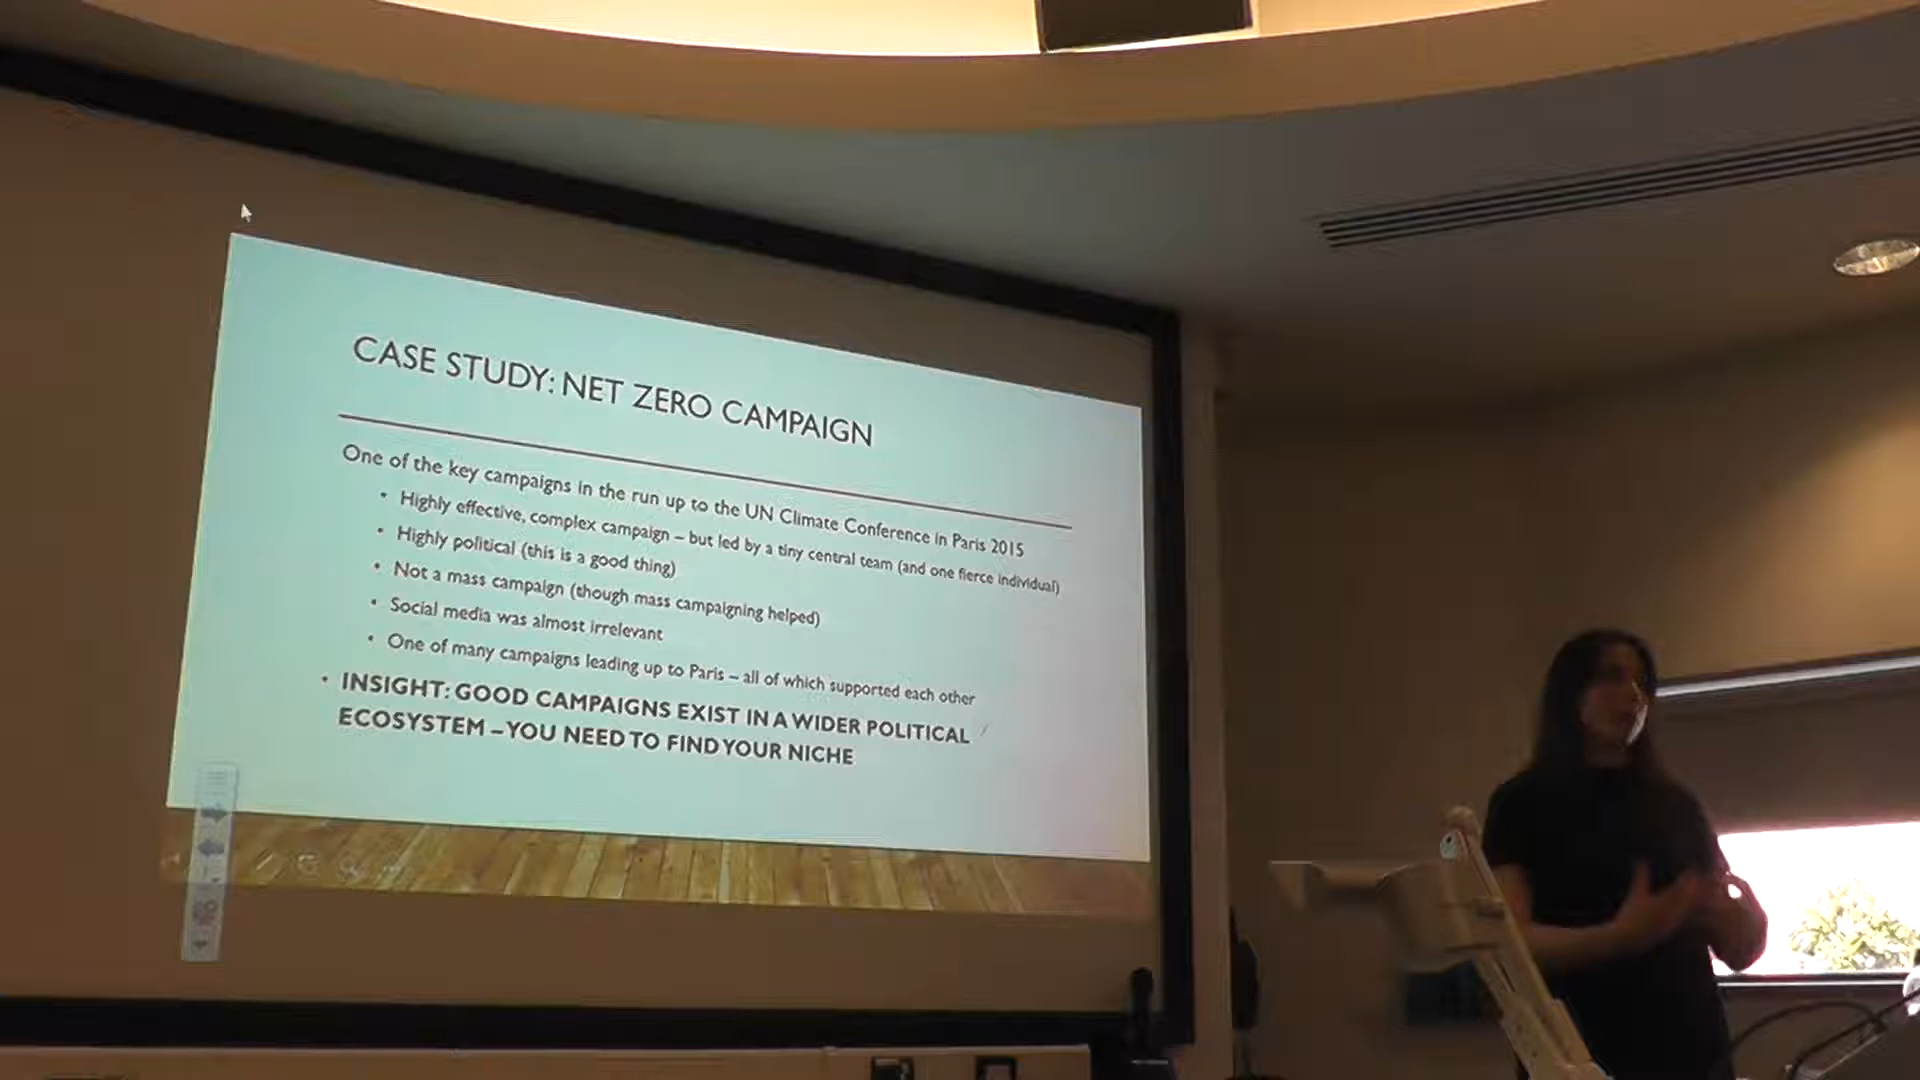 CASE STUDY: NET ZERO CAMPAIGN
One of the key campaigns in the run up to the UN Climate Conference in Paris 2015
• Highly effective, complex campaign – but led by a tiny central team (and one fierce individual)
• Highly political (this is a good thing)
• Not a mass campaign (though mass campaigning helped)
• Social media was almost irrelevant
• One of many campaigns leading up to Paris – all of which supported each other
• INSIGHT: GOOD CAMPAIGNS EXIST IN A WIDER POLITICAL
ECOSYSTEM – YOU NEED TO FIND YOUR NICHE